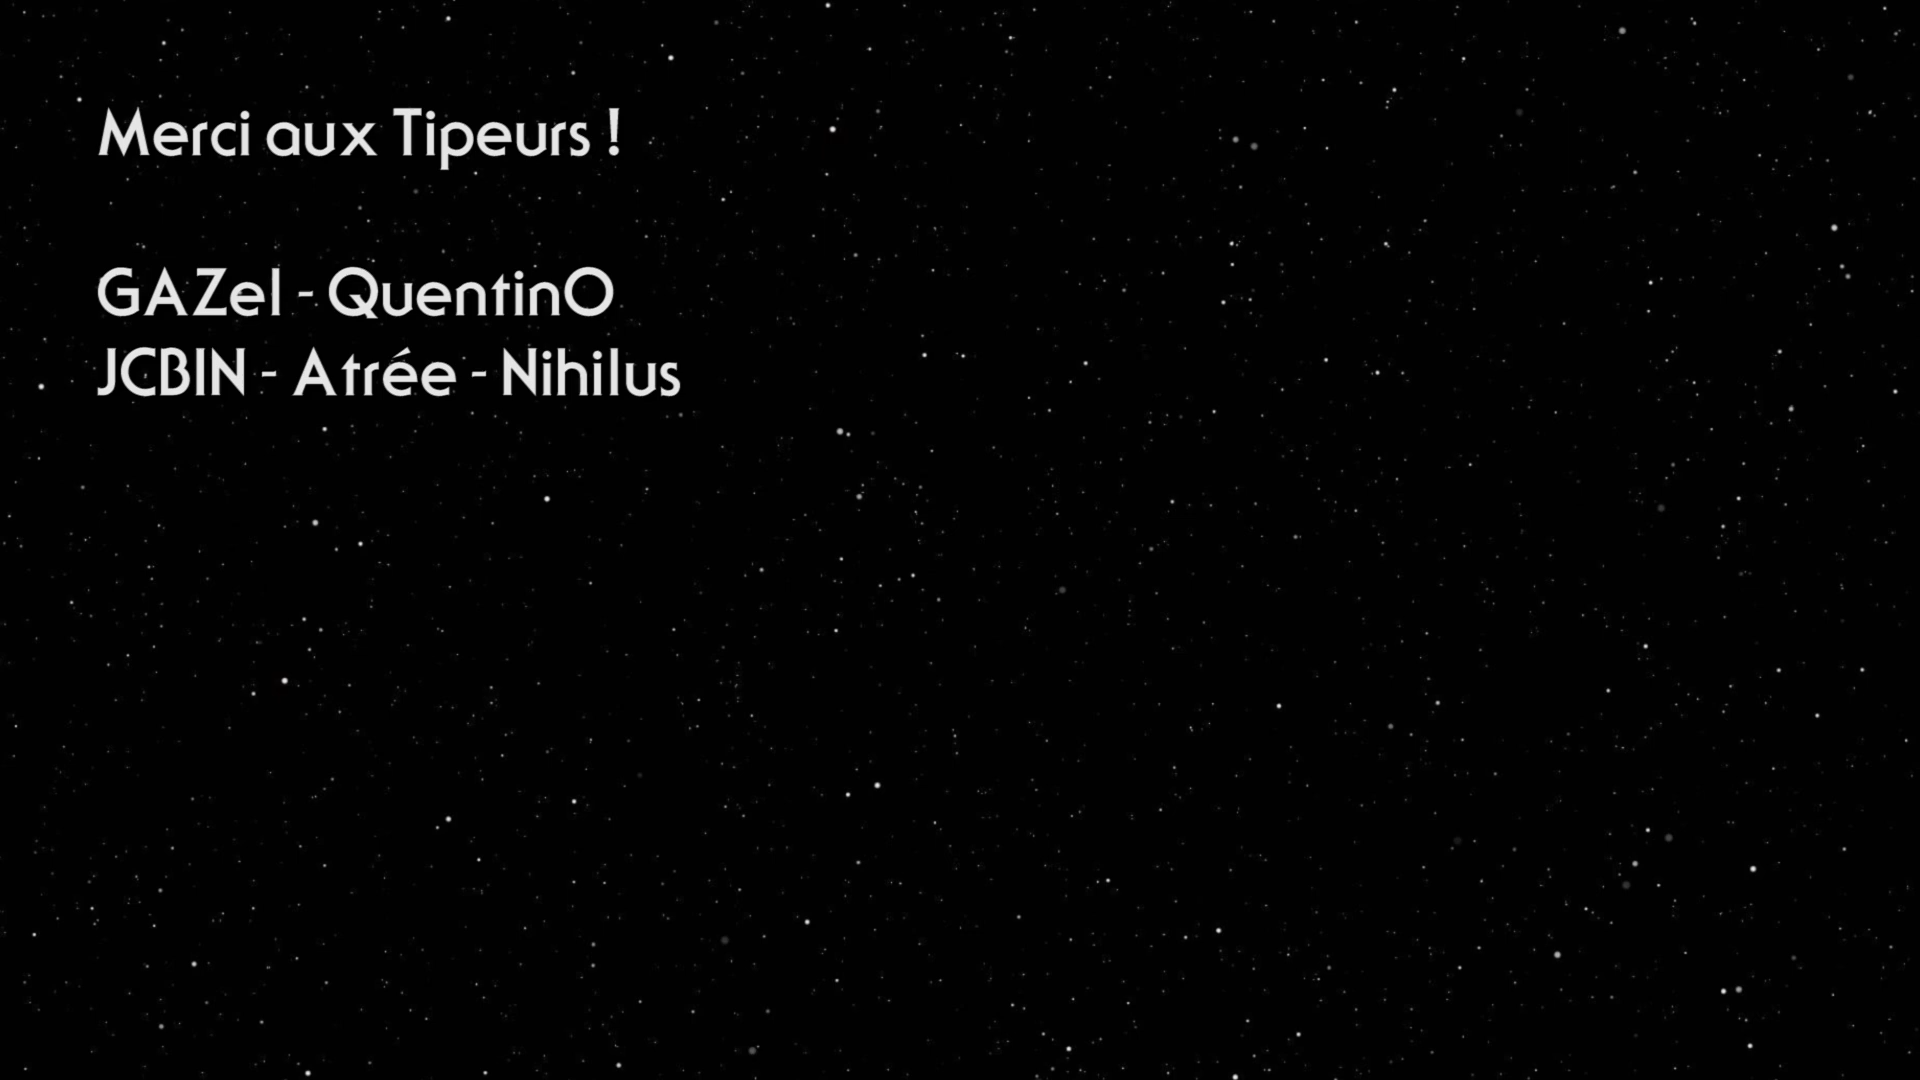 Merci aux Tipeurs !
GAZel - QuentinO
JCBIN - Atrée - Nihilus